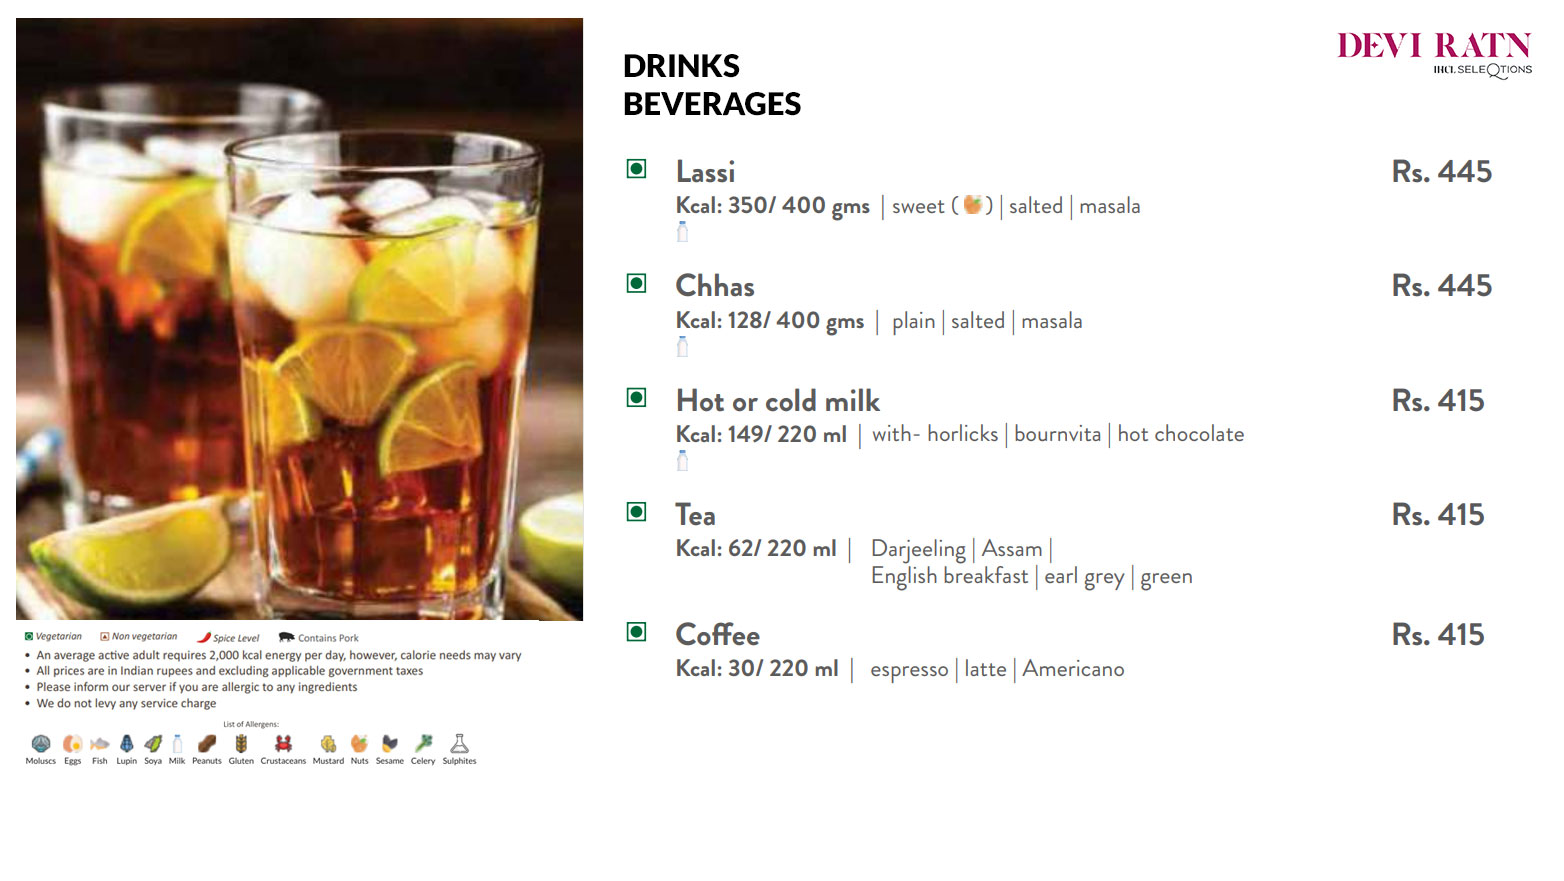 DEVI RATN
IHCL SELEQTIONS
DRINKS
BEVERAGES
Lassi Rs. 445
Kcal: 350/ 400 gms | sweet ( ) | salted | masala
Chhas Rs. 445
Kcal: 128/ 400 gms | plain | salted | masala
Hot or cold milk Rs. 415
Kcal: 149/ 220 ml | with- horlicks | bournvita | hot chocolate
Tea Rs. 415
Kcal: 62/ 220 ml | Darjeeling | Assam |
English breakfast | earl grey | green
Coffee Rs. 415
Kcal: 30/ 220 ml | espresso | latte | Americano
Vegetarian Non vegetarian Spice Level Contains Pork
• An average active adult requires 2,000 kcal energy per day, however, calorie needs may vary
• All prices are in Indian rupees and excluding applicable government taxes
• Please inform our server if you are allergic to any ingredients
• We do not levy any service charge
List of Allergens:
Moluscs Eggs Fish Lupin Soya Milk Peanuts Gluten Crustaceans Mustard Nuts Sesame Celery Sulphites